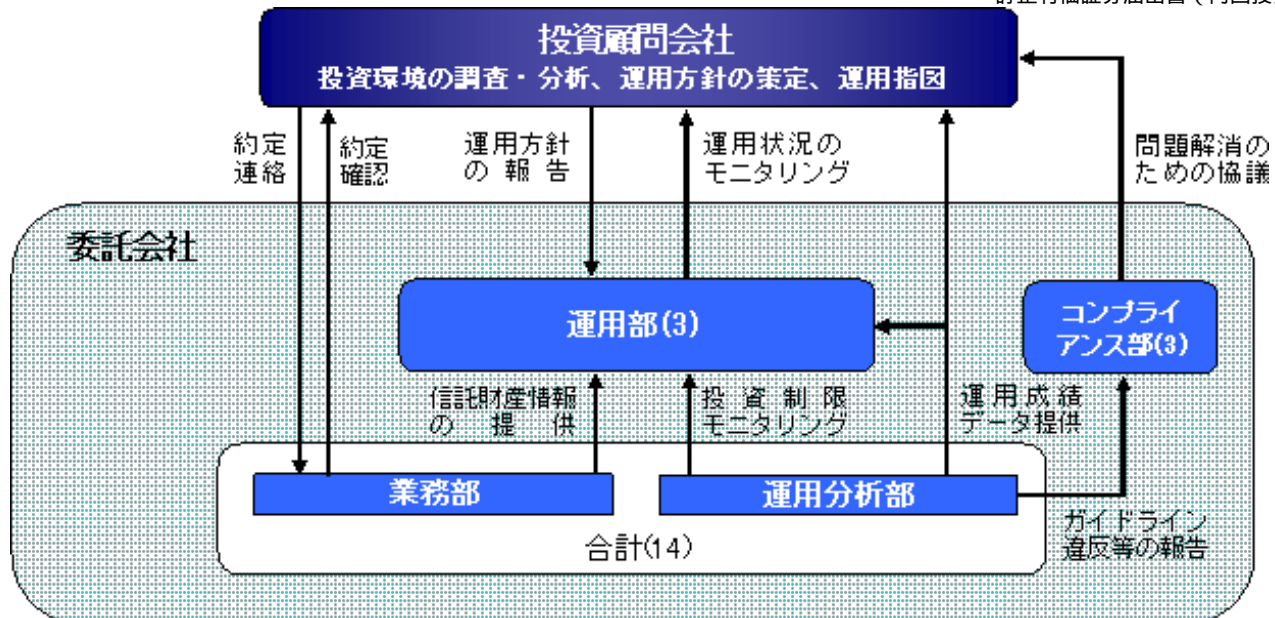 投資顧問会社
投資環境の調査・分析、運用方針の策定、運用指図
約定
連絡
約定
確認
運用方針
の報告
運用状況の
モニタリング
問題解消の
ための協議
委託会社
運用部(3)
コンプライ
アンス部(3)
信託財産情報
の提供
投資制限
モニタリング
運用成績
データ提供
業務部
運用分析部
合計(14)
ガイドライン
違反等の報告